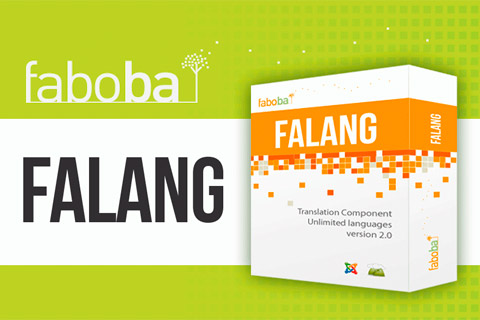 faboba
FALANG
faboba
FALANG
Translation Component
Unlimited languages
version 2.0
FALANG
faboba